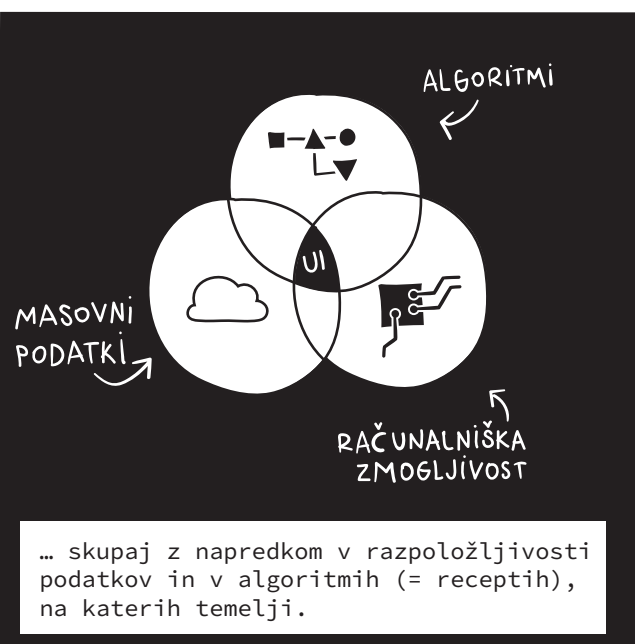 ALGORITMI
UI
MASOVNI
PODATKI
RAČUNALNIŠKA
ZMOGLJIVOST
… skupaj z napredkom v razpoložljivosti
podatkov in v algoritmih (= receptih),
na katerih temelji.